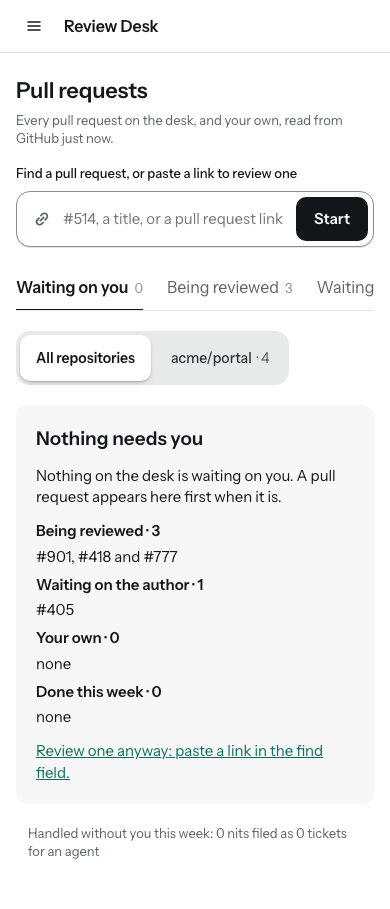 Review Desk
Pull requests
Every pull request on the desk, and your own, read from
GitHub just now.
Find a pull request, or paste a link to review one
#514, a title, or a pull request link
Start
Waiting on you 0
Being reviewed 3
Waiting
All repositories
acme/portal · 4
Nothing needs you
Nothing on the desk is waiting on you. A pull
request appears here first when it is.
Being reviewed · 3
#901, #418 and #777
Waiting on the author · 1
#405
Your own · 0
none
Done this week · 0
none
Review one anyway: paste a link in the find
field.
Handled without you this week: 0 nits filed as 0 tickets
for an agent